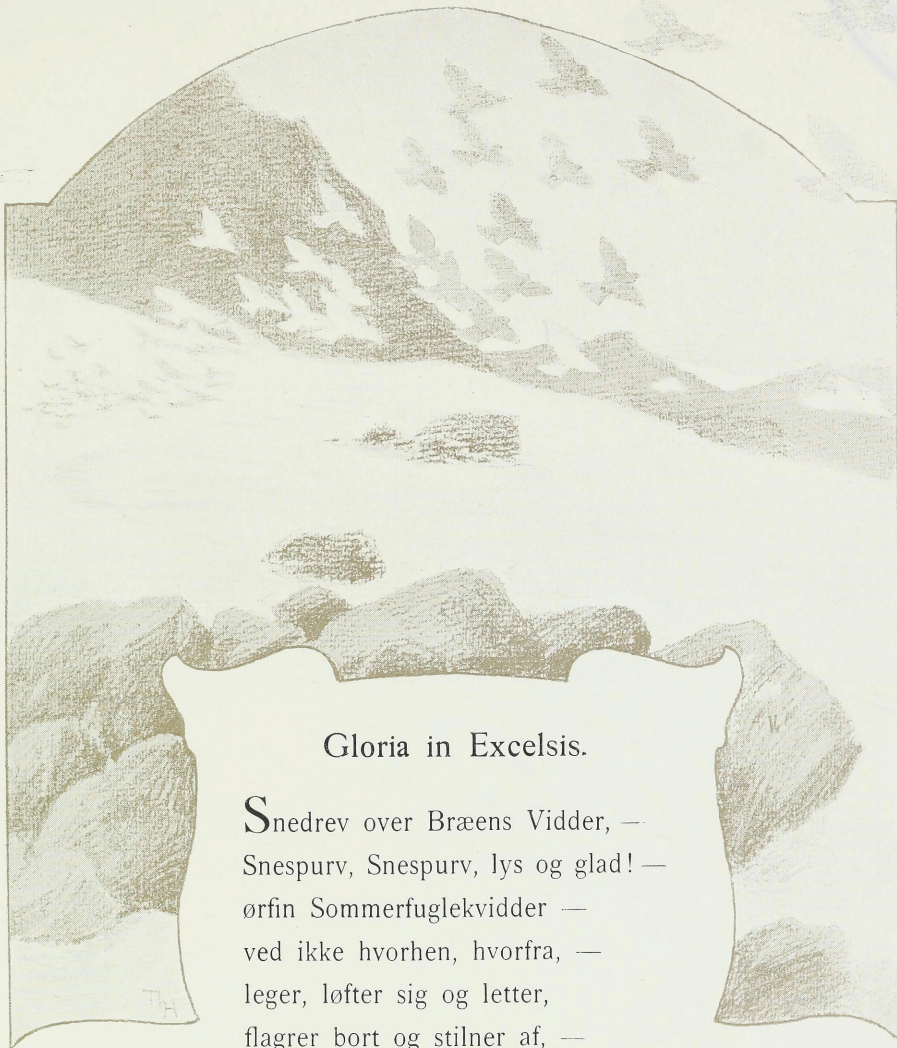 Gloria in Excelsis.
Snedrev over Bræens Vidder, —
Snespurv, Snespurv, lys og glad! —
ørfin Sommerfuglekvidder —
ved ikke hvorhen, hvorfra, —
leger, løfter sig og letter,
flagrer bort og stilner af, —
TH